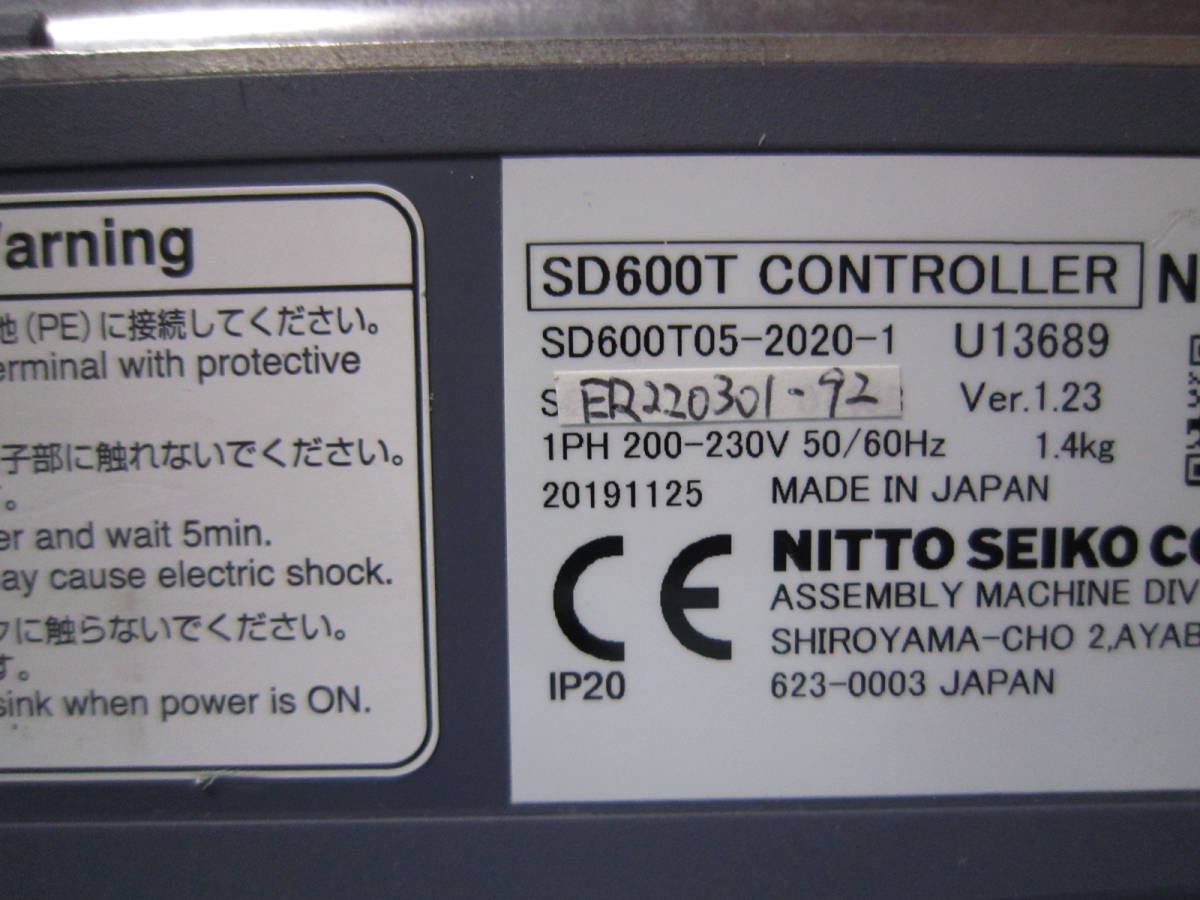 Warning
地(PE)に接続してください。
erminal with protective
子部に触れないでください。
す。
er and wait 5min.
ay cause electric shock.
クに触らないでください。
す。
sink when power is ON.
SD600T CONTROLLER N
SD600T05-2020-1 U13689
S ER220301-92 Ver.1.23
1PH 200-230V 50/60Hz 1.4kg
20191125 MADE IN JAPAN
CE NITTO SEIKO CO
ASSEMBLY MACHINE DIV
SHIROYAMA-CHO 2,AYAB
IP20 623-0003 JAPAN